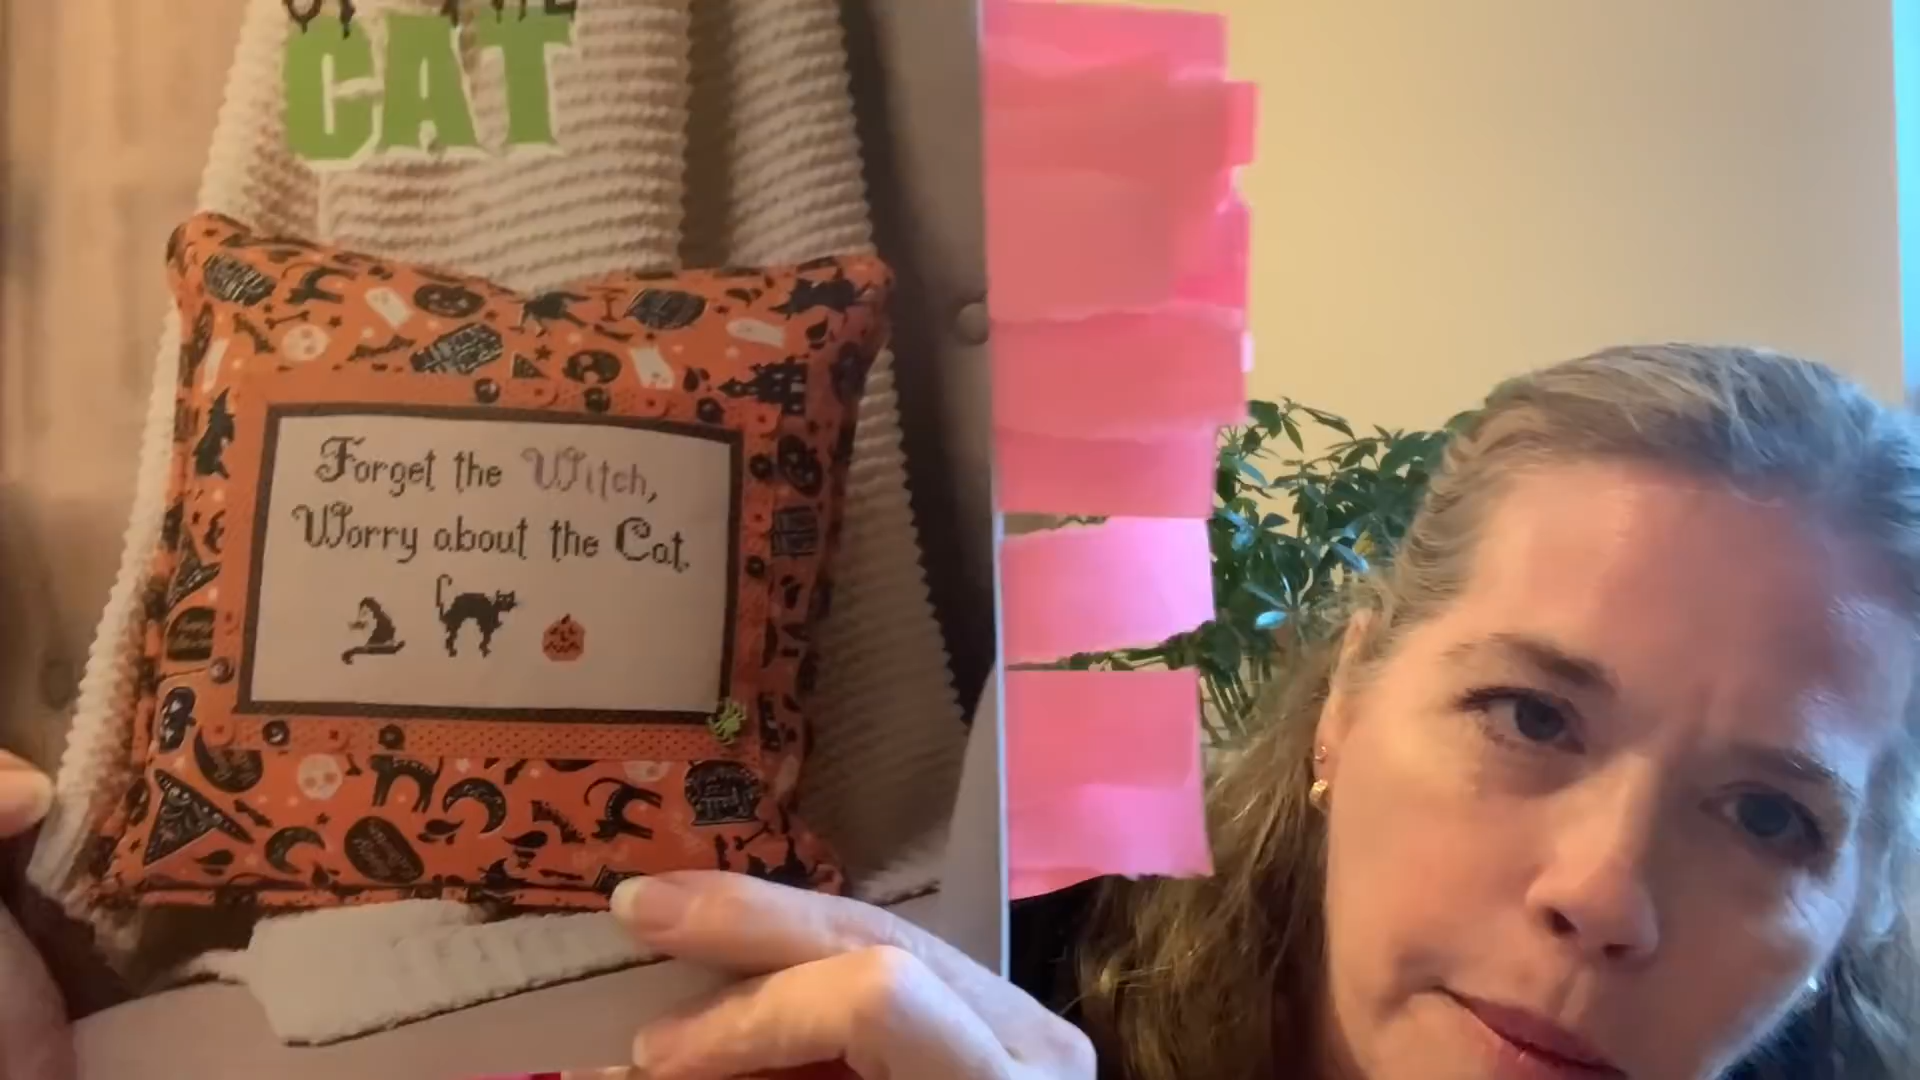 CAT
Forget the Witch,
Worry about the Cat.